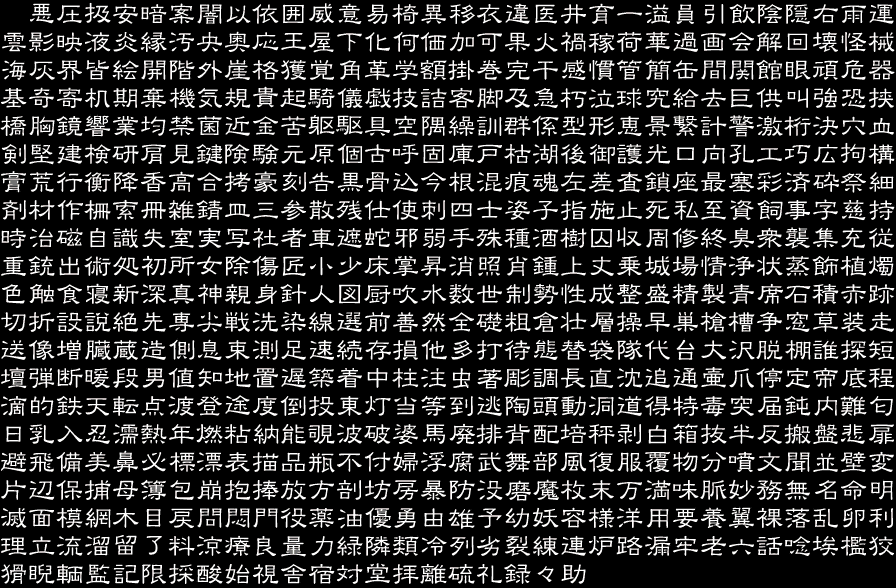 悪圧扱安暗案闇以依囲威意易椅異移衣違医井育一溢員引飲陰隠右雨運
雲影映液炎縁汚央奥応王屋下化何価加可果火禍稼荷華過画会解回壊怪械
海灰界皆絵開階外崖格獲覚角革学額掛巻完干感慣管簡缶間関館眼頑危器
基奇寄机期棄機気規貴起騎儀戯技詰客脚及急朽泣球究給去巨供叫強恐挟
橋胸鏡響業均禁菌近金苦躯駆具空隅繰訓群係型形恵景繋計警激桁決穴血
剣堅建検研肩見鍵険験元原個古呼固庫戸枯湖後御護光口向孔工巧広拘構
膏荒行衡降香高合拷豪刻告黒骨込今根混痕魂左差査鎖座最塞彩済砕祭細
剤材作柵索冊雑錆皿三参散残仕使刺四士姿子指施止死私至資飼事字慈持
時治磁自識失室実写社者車遮蛇邪弱手殊種酒樹囚収周修終臭衆襲集充従
重銃出術処初所女除傷匠小少床掌昇消照肖鍾上丈乗城場情浄状蒸飾植燭
色触食寝新深真神親身針人図厨吹水数世制勢性成整盛精製青席石積赤跡
切折設説絶先専尖戦洗染線選前善然全礎粗倉壮層操早巣槍槽争窓草装走
送像増臓蔵造側息束測足速続存損他多打待態替袋隊代台大沢脱棚誰探短
壇弾断暖段男値知地置遅築着中柱注虫著彫調長直沈追通壷爪停定帝底程
滴的鉄天転点渡登途度倒投東灯当等到逃陶頭動洞道得特毒突届鈍内難匂
日乳入忍濡熱年燃粘納能覗波破婆馬廃排背配培秤剥白箱抜半反搬盤悲扉
避飛備美鼻必標漂表描品瓶不付婦浮腐武舞部風復服覆物分噴文聞並壁変
片辺保捕母簿包崩抱捧放方剖坊房暴防没磨魔枚末万満味脈妙務無名命明
滅面模網木目戻問悶門役薬油優勇由雄予幼妖容様洋用要養翼裸落乱卵利
理立流溜留了料涼療良量力緑隣類冷列劣裂練連炉路漏牢老六話唸埃檻狡
猾睨輌監記限採酸始視舎宿対堂拝離硫礼録々助